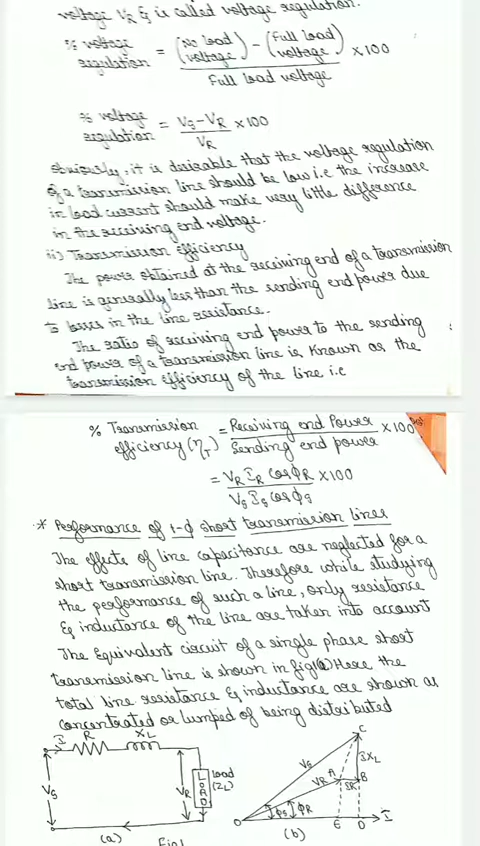 voltage VR & is called voltage regulation.
% voltage regulation = (No load voltage) - (Full load voltage) / Full load voltage × 100
% voltage regulation = Vs - VR / VR × 100
Obviously, it is desirable that the voltage regulation
of a transmission line should be low i.e the increase
in load current should make very little difference
in the receiving end voltage.
ii) Transmission efficiency
The power obtained at the receiving end of a transmission
line is generally less than the sending end power due
to losses in the line resistance.
The ratio of receiving end power to the sending
end power of a transmission line is known as the
transmission efficiency of the line i.e
% Transmission efficiency (ηT) = Receiving end Power / Sending end power × 100
= VR IR Cos ΦR / Vs Is Cos Φs × 100
* Performance of 1-ϕ short transmission lines
The effects of line capacitance are neglected for a
short transmission line. Therefore while studying
the performance of such a line, only resistance
& inductance of the line are taken into account
The Equivalent circuit of a single phase short
transmission line is shown in fig(a) Here the
total line resistance & inductance are shown as
concentrated or lumped of being distributed
I R XL
Vs VR LOAD Load (ZL)
(a) Fig1
O Vs VR A B C IXL IR Φs ΦR E D I
(b)